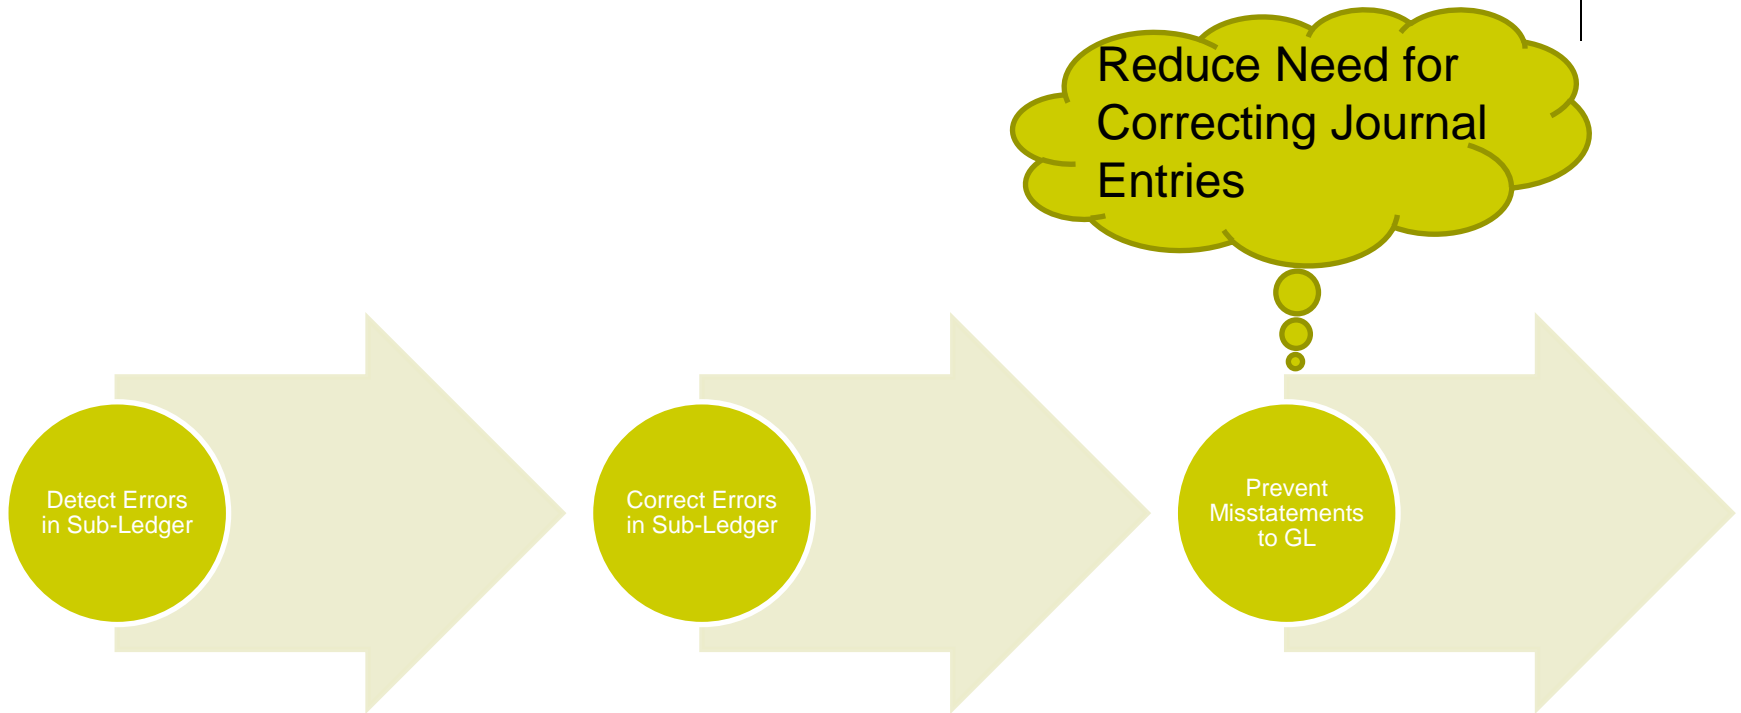 Reduce Need for
Correcting Journal
Entries
Detect Errors
in Sub-Ledger
Correct Errors
in Sub-Ledger
Prevent
Misstatements
to GL